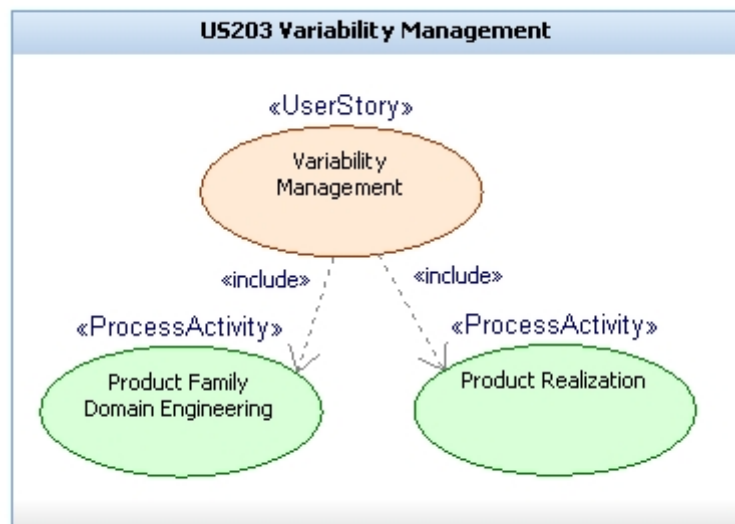 US203 Variability Management
«UserStory»
Variability
Management
«include»
«include»
«ProcessActivity»
«ProcessActivity»
Product Family
Domain Engineering
Product Realization